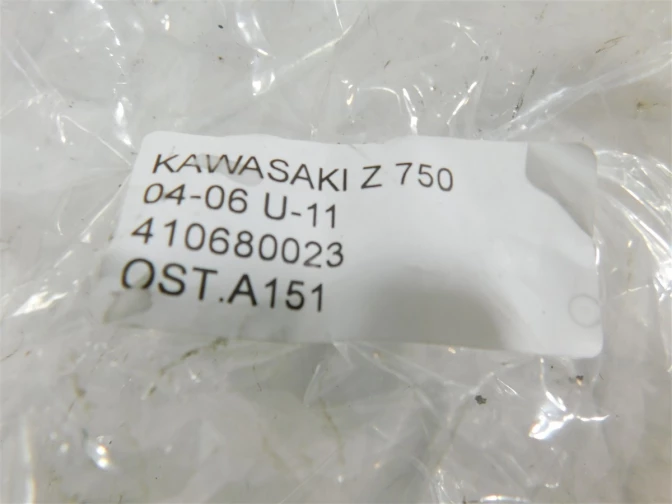 KAWASAKI Z 750
04-06 U-11
410680023
OST.A151